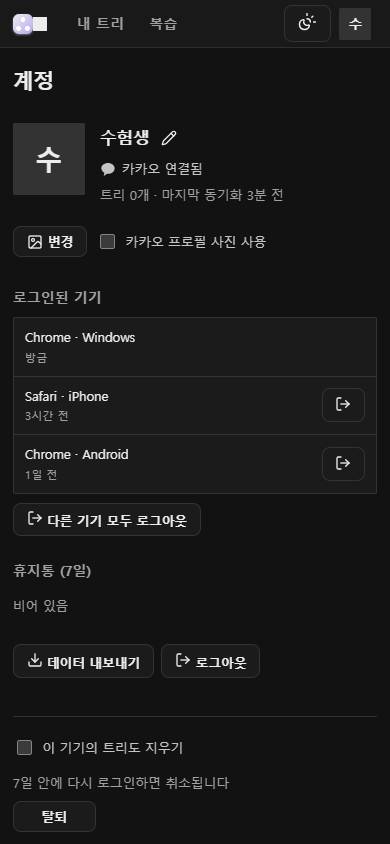 내 트리 복습 수
계정
수
수험생
카카오 연결됨
트리 0개 · 마지막 동기화 3분 전
변경 카카오 프로필 사진 사용
로그인된 기기
Chrome · Windows
방금
Safari · iPhone
3시간 전
Chrome · Android
1일 전
다른 기기 모두 로그아웃
휴지통 (7일)
비어 있음
데이터 내보내기 로그아웃
이 기기의 트리도 지우기
7일 안에 다시 로그인하면 취소됩니다
탈퇴